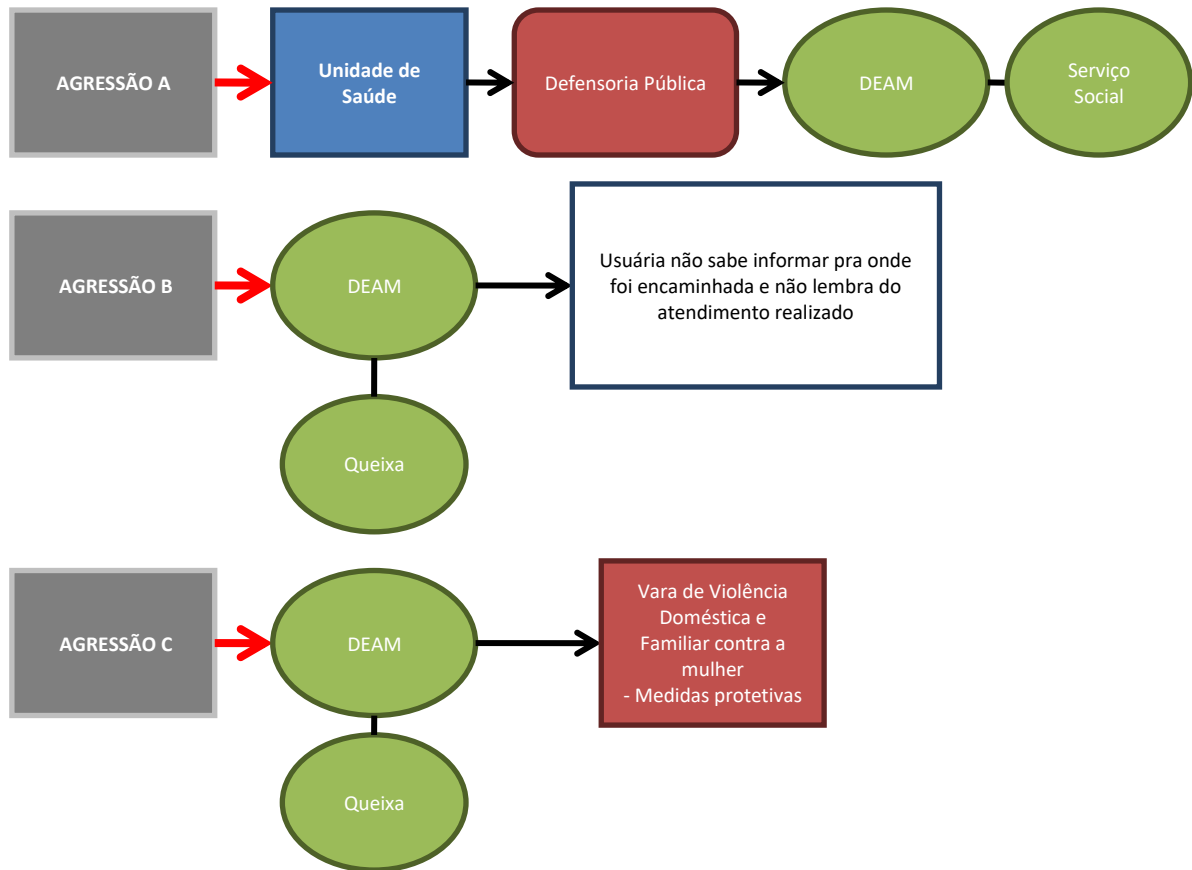 AGRESSÃO A
Unidade de
Saúde
Defensoria Pública
DEAM
Serviço
Social
AGRESSÃO B
DEAM
Usuária não sabe informar pra onde
foi encaminhada e não lembra do
atendimento realizado
Queixa
AGRESSÃO C
DEAM
Vara de Violência
Doméstica e
Familiar contra a
mulher
- Medidas protetivas
Queixa